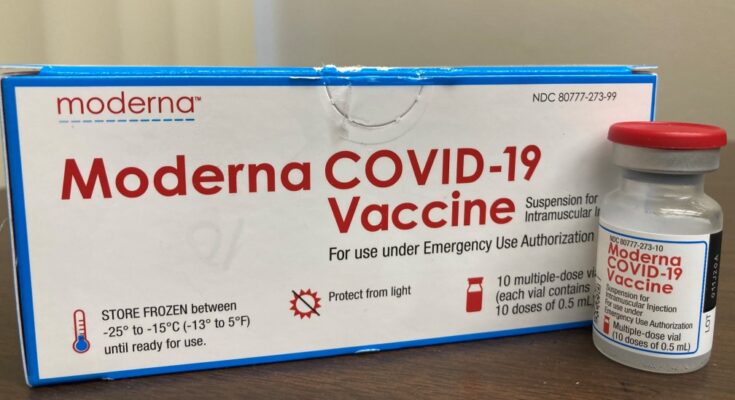 moderna™
NDC 80777-273-99
Moderna COVID-19
Vaccine
Suspension for
Intramuscular
For use under Emergency Use Authorization
STORE FROZEN between
-25° to -15°C (-13° to 5°F)
until ready for use.
Protect from light
10 multiple-dose
(each vial contains
10 doses of 0.5 mL)
NDC 80777-273-10
Moderna
COVID-19
Vaccine
Suspension for
Intramuscular Injection
For use under
Emergency Use Authorization
Multiple-dose vial
(10 doses of 0.5 mL)
LOT